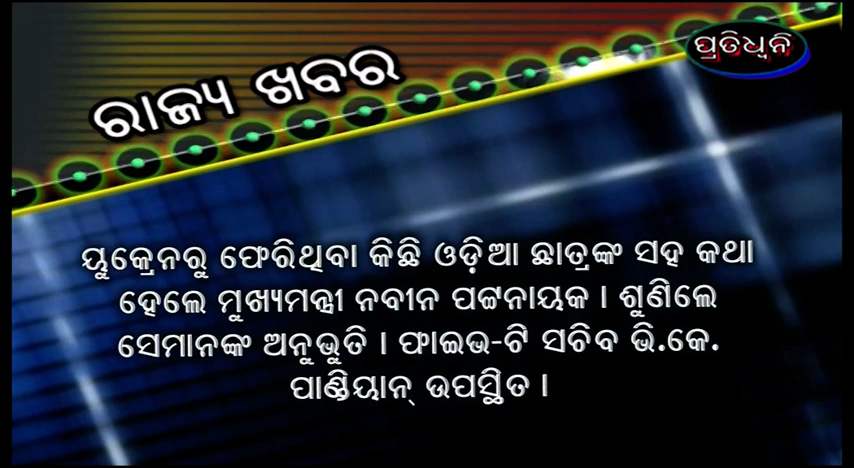 ପ୍ରତିଧ୍ୱନି
ରାଜ୍ୟ ଖବର
ୟୁକ୍ରେନରୁ ଫେରିଥିବା କିଛି ଓଡ଼ିଆ ଛାତ୍ରଙ୍କ ସହ କଥା
ହେଲେ ମୁଖ୍ୟମନ୍ତ୍ରୀ ନବୀନ ପଟ୍ଟନାୟକ । ଶୁଣିଲେ
ସେମାନଙ୍କ ଅନୁଭୁତି । ଫାଇଭ-ଟି ସଚିବ ଭି.କେ.
ପାଣ୍ଡିୟାନ୍ ଉପସ୍ଥିତ ।